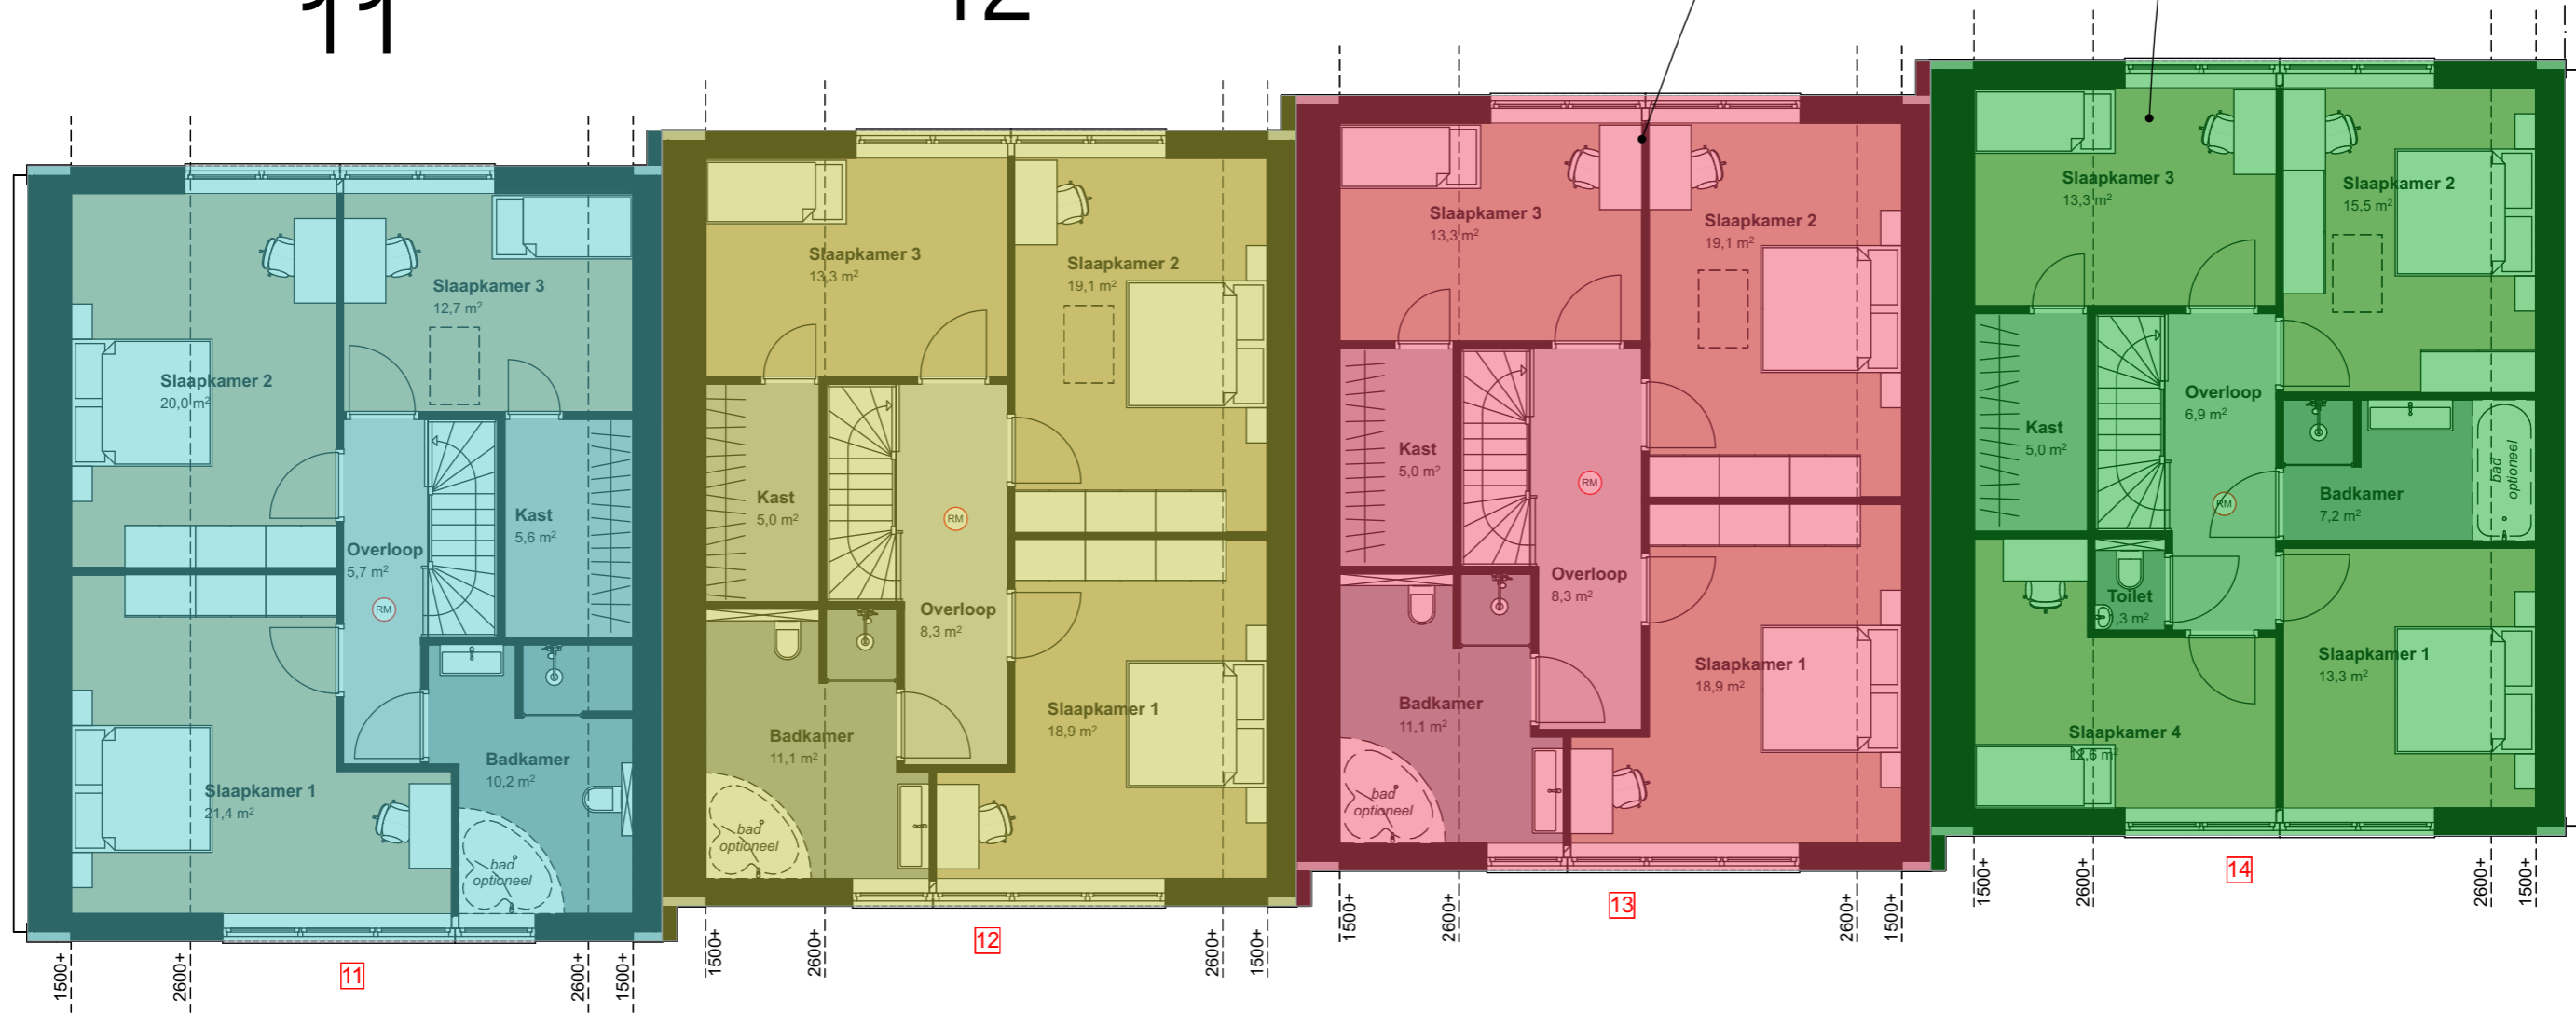 11
12
Slaapkamer 3
12,7 m²
Slaapkamer 2
20,0 m²
Kast
5,6 m²
Overloop
5,7 m²
RM
Badkamer
10,2 m²
Slaapkamer 1
21,4 m²
bad
optioneel
1500+
2600+
2600+
1500+
11
Slaapkamer 3
13,3 m²
Slaapkamer 2
19,1 m²
Kast
5,0 m²
RM
Overloop
8,3 m²
Slaapkamer 1
18,9 m²
Badkamer
11,1 m²
bad
optioneel
1500+
2600+
2600+
1500+
12
Slaapkamer 3
13,3 m²
Slaapkamer 2
19,1 m²
Kast
5,0 m²
RM
Overloop
8,3 m²
Slaapkamer 1
18,9 m²
Badkamer
11,1 m²
bad
optioneel
1500+
2600+
2600+
1500+
13
Slaapkamer 3
13,3 m²
Slaapkamer 2
15,5 m²
Overloop
6,9 m²
Kast
5,0 m²
bad
optioneel
Badkamer
7,2 m²
RM
Toilet
,3 m²
Slaapkamer 1
13,3 m²
Slaapkamer 4
12,6 m²
1500+
2600+
2600+
1500+
14